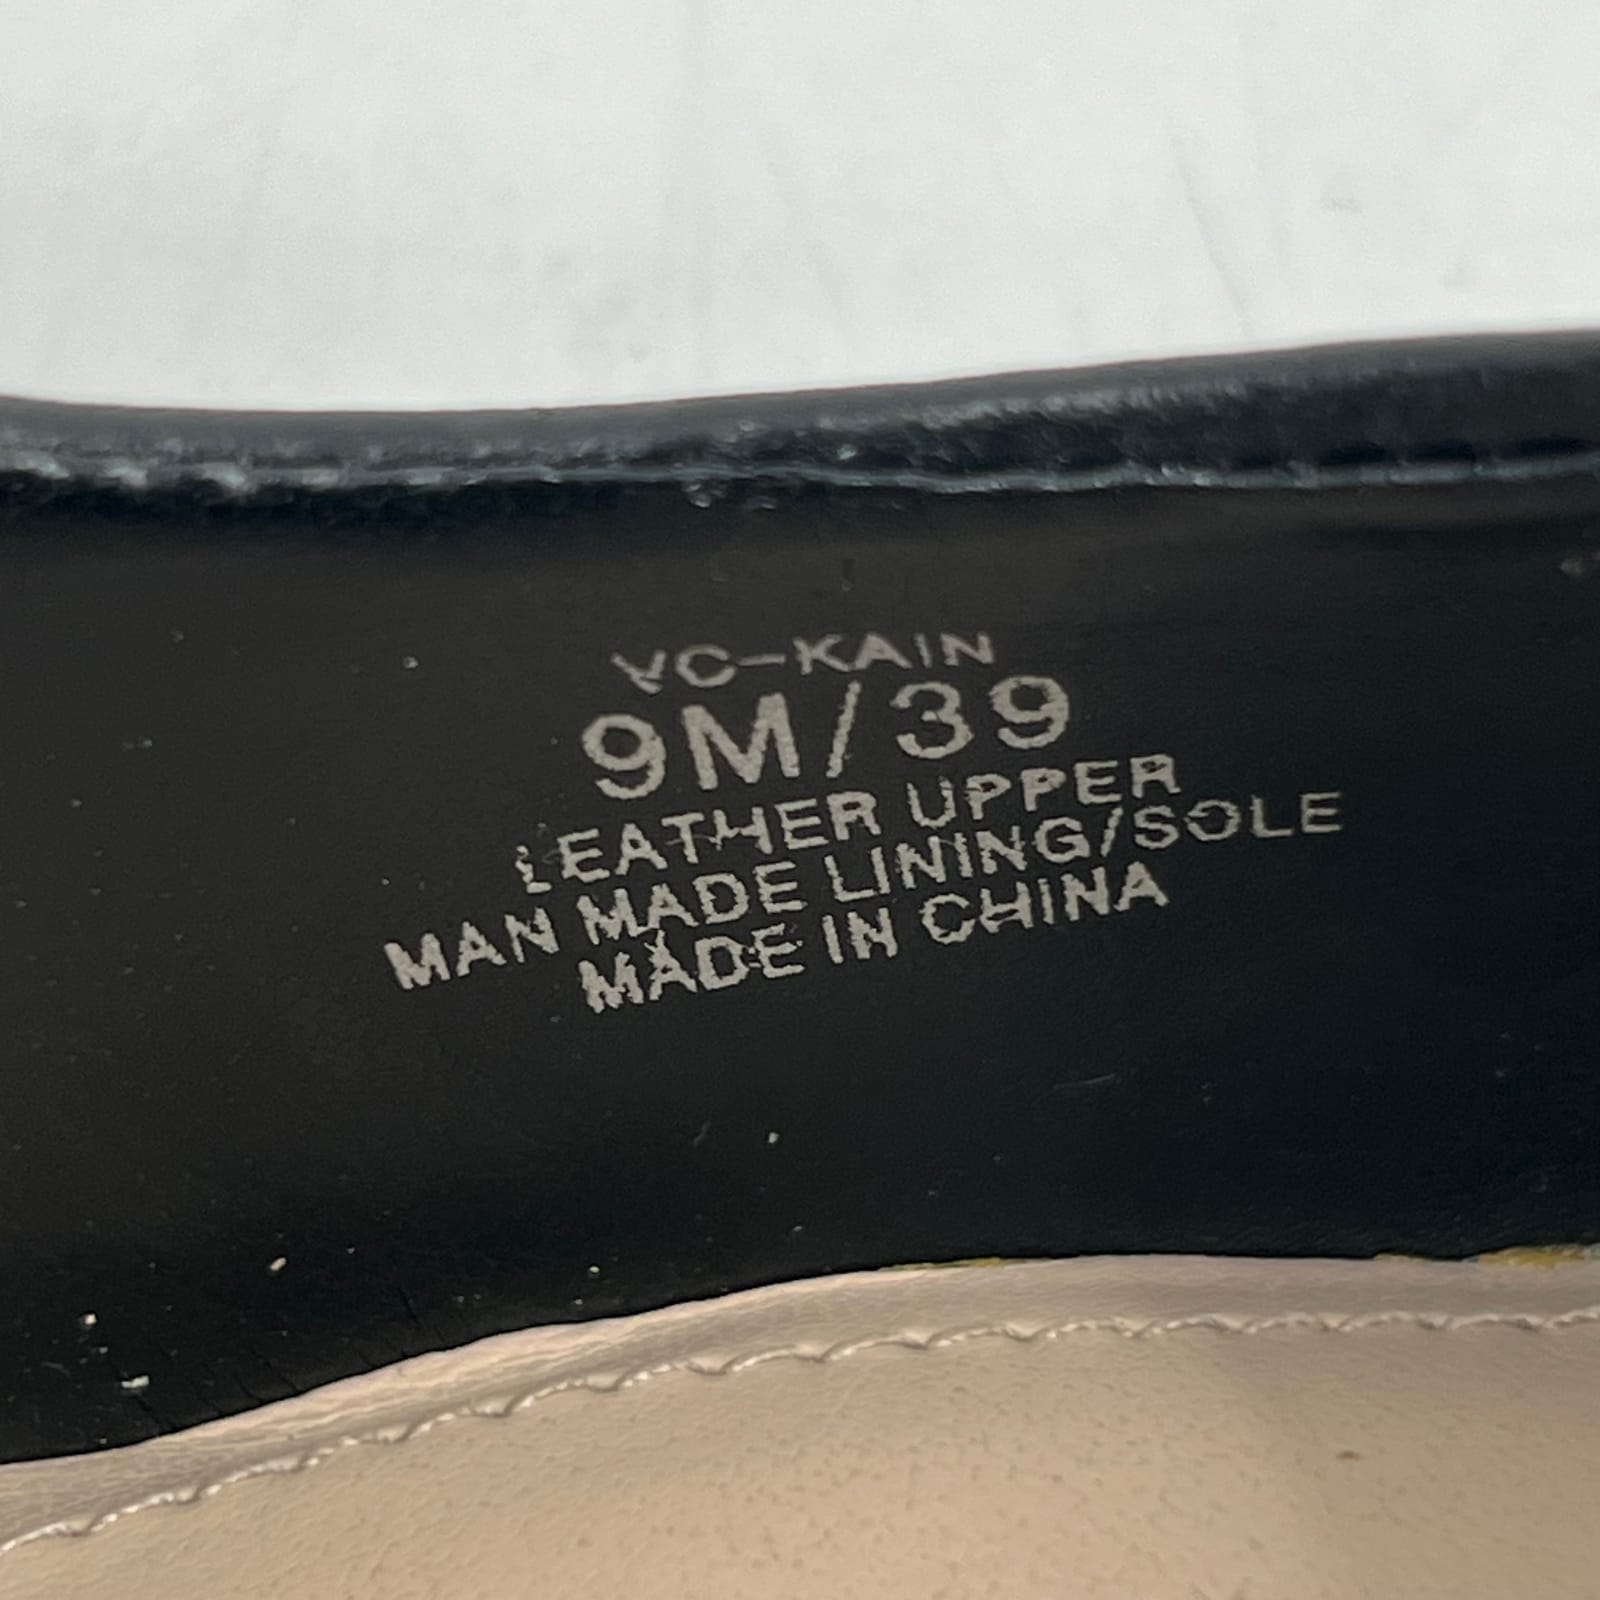 VC-KAIN
9M/39
LEATHER UPPER
MAN MADE LINING/SOLE
MADE IN CHINA